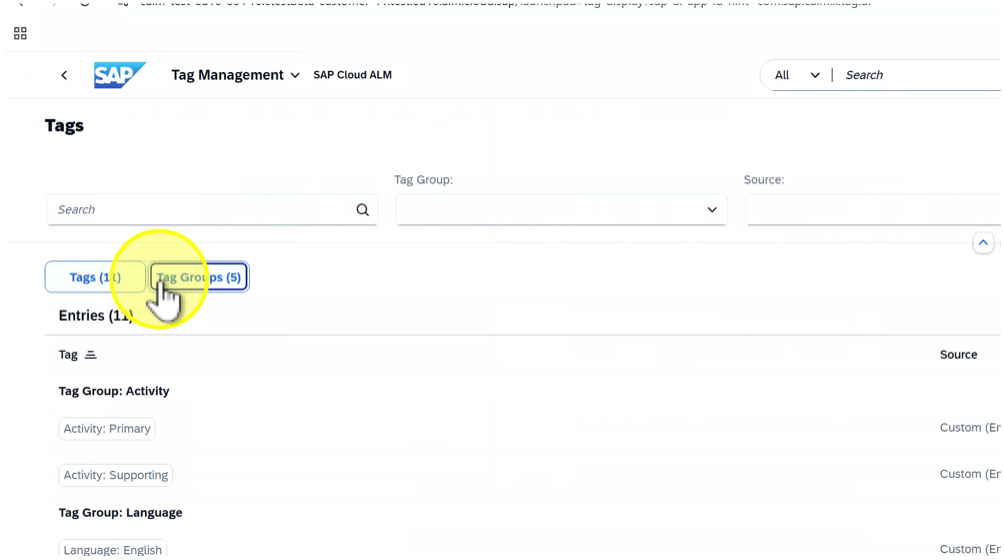 SAP Tag Management SAP Cloud ALM All Search
Tags
Tag Group: Source:
Search
Tags (11) Tag Groups (5)
Entries (11)
Tag Source
Tag Group: Activity
Activity: Primary Custom (En
Activity: Supporting Custom (En
Tag Group: Language
Language: English Custom (En